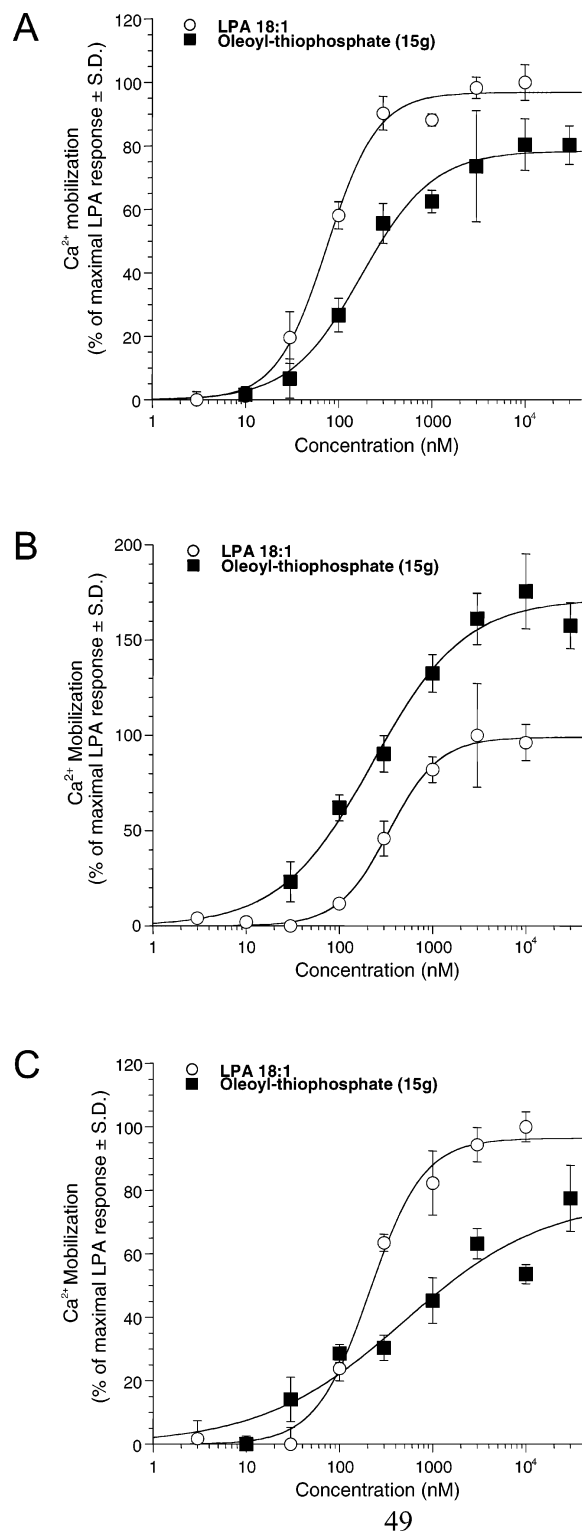 A
LPA 18:1
Oleoyl-thiophosphate (15g)
120
100
80
60
40
20
0
Ca2+ mobilization
(% of maximal LPA response ± S.D.)
1 10 100 1000 10⁴
Concentration (nM)
B
LPA 18:1
Oleoyl-thiophosphate (15g)
200
150
100
50
0
Ca2+ Mobilization
(% of maximal LPA response ± S.D.)
1 10 100 1000 10⁴
Concentration (nM)
C
LPA 18:1
Oleoyl-thiophosphate (15g)
120
100
80
60
40
20
0
Ca2+ Mobilization
(% of maximal LPA response ± S.D.)
1 10 100 1000 10⁴
Concentration (nM)
49